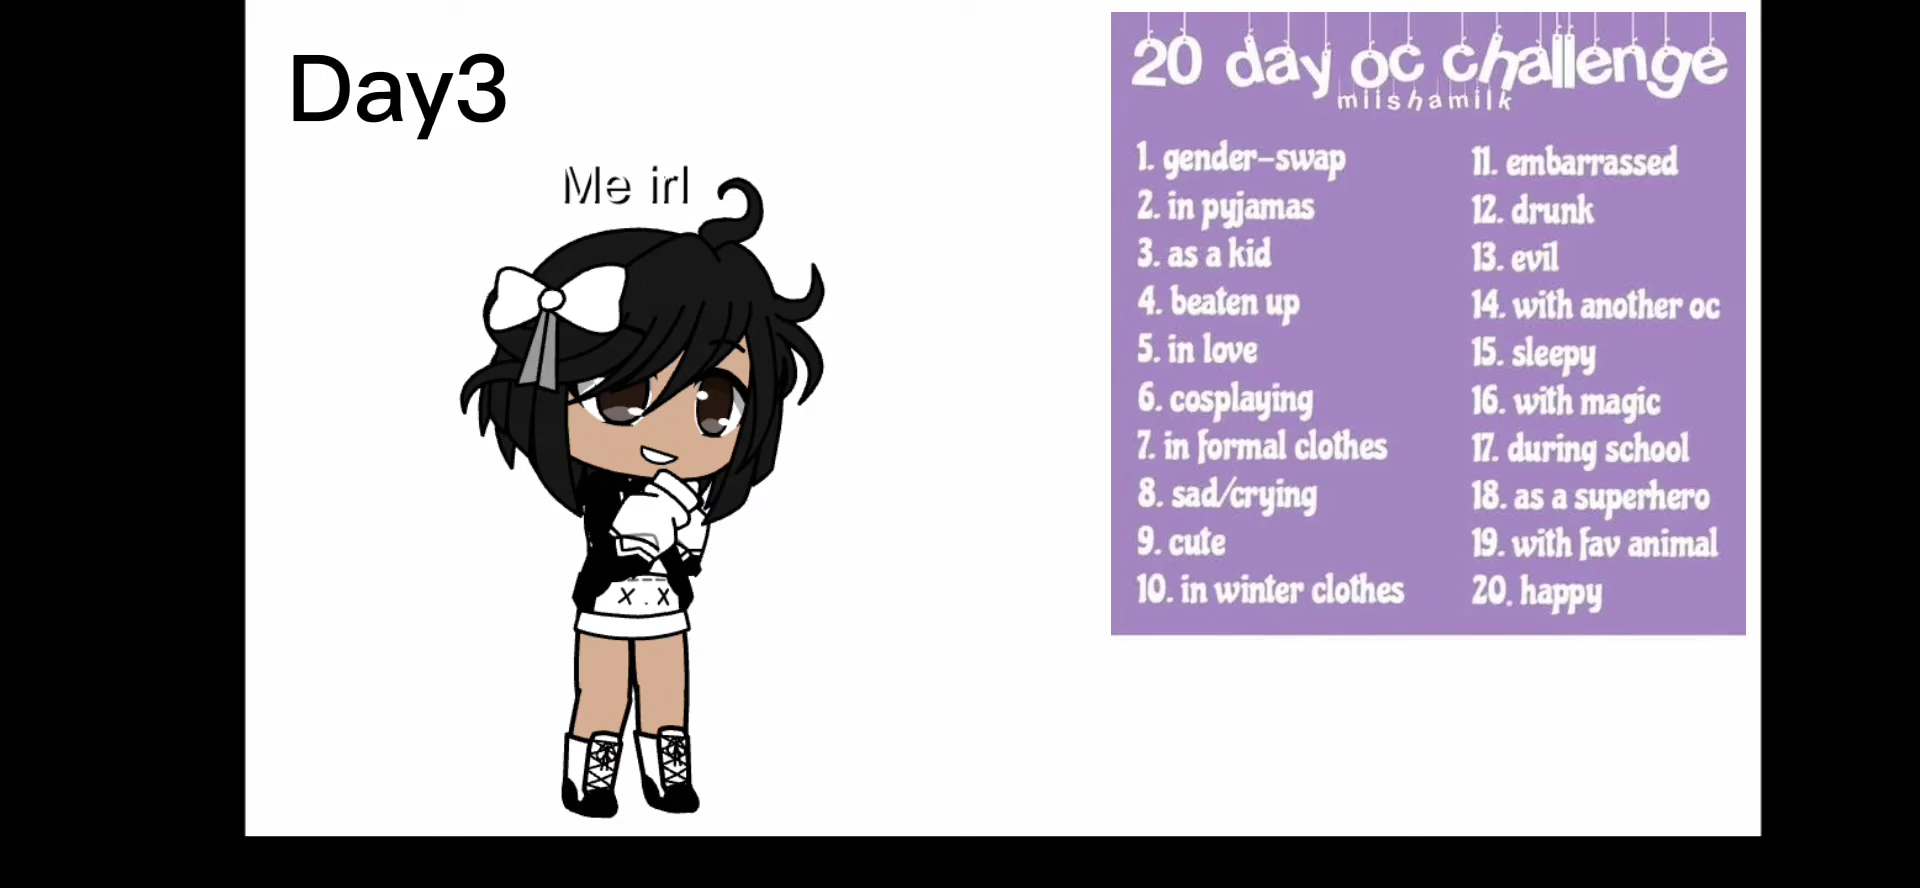 Day3
Me irl
20 day oc challenge
miishamilk
1. gender-swap
2. in pyjamas
3. as a kid
4. beaten up
5. in love
6. cosplaying
7. in formal clothes
8. sad/crying
9. cute
10. in winter clothes
11. embarrassed
12. drunk
13. evil
14. with another oc
15. sleepy
16. with magic
17. during school
18. as a superhero
19. with fav animal
20. happy
X . X